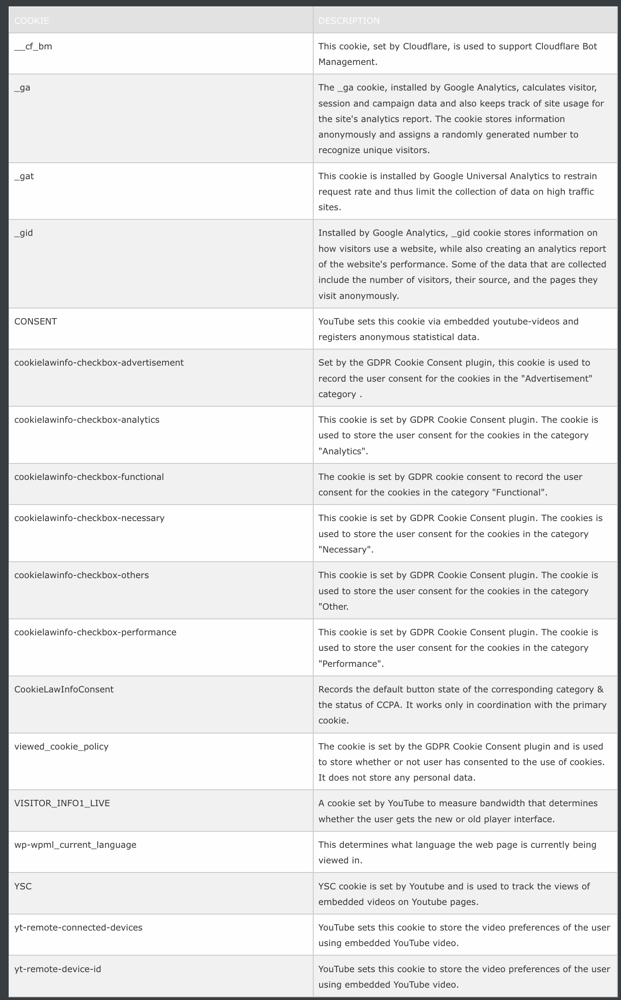 COOKIE DESCRIPTION
__cf_bm This cookie, set by Cloudflare, is used to support Cloudflare Bot
Management.
_ga The _ga cookie, installed by Google Analytics, calculates visitor,
session and campaign data and also keeps track of site usage for
the site's analytics report. The cookie stores information
anonymously and assigns a randomly generated number to
recognize unique visitors.
_gat This cookie is installed by Google Universal Analytics to restrain
request rate and thus limit the collection of data on high traffic
sites.
_gid Installed by Google Analytics, _gid cookie stores information on
how visitors use a website, while also creating an analytics report
of the website's performance. Some of the data that are collected
include the number of visitors, their source, and the pages they
visit anonymously.
CONSENT YouTube sets this cookie via embedded youtube-videos and
registers anonymous statistical data.
cookielawinfo-checkbox-advertisement Set by the GDPR Cookie Consent plugin, this cookie is used to
record the user consent for the cookies in the "Advertisement"
category .
cookielawinfo-checkbox-analytics This cookie is set by GDPR Cookie Consent plugin. The cookie is
used to store the user consent for the cookies in the category
"Analytics".
cookielawinfo-checkbox-functional The cookie is set by GDPR cookie consent to record the user
consent for the cookies in the category "Functional".
cookielawinfo-checkbox-necessary This cookie is set by GDPR Cookie Consent plugin. The cookies is
used to store the user consent for the cookies in the category
"Necessary".
cookielawinfo-checkbox-others This cookie is set by GDPR Cookie Consent plugin. The cookie is
used to store the user consent for the cookies in the category
"Other.
cookielawinfo-checkbox-performance This cookie is set by GDPR Cookie Consent plugin. The cookie is
used to store the user consent for the cookies in the category
"Performance".
CookieLawInfoConsent Records the default button state of the corresponding category &
the status of CCPA. It works only in coordination with the primary
cookie.
viewed_cookie_policy The cookie is set by the GDPR Cookie Consent plugin and is used
to store whether or not user has consented to the use of cookies.
It does not store any personal data.
VISITOR_INFO1_LIVE A cookie set by YouTube to measure bandwidth that determines
whether the user gets the new or old player interface.
wp-wpml_current_language This determines what language the web page is currently being
viewed in.
YSC YSC cookie is set by Youtube and is used to track the views of
embedded videos on Youtube pages.
yt-remote-connected-devices YouTube sets this cookie to store the video preferences of the user
using embedded YouTube video.
yt-remote-device-id YouTube sets this cookie to store the video preferences of the user
using embedded YouTube video.